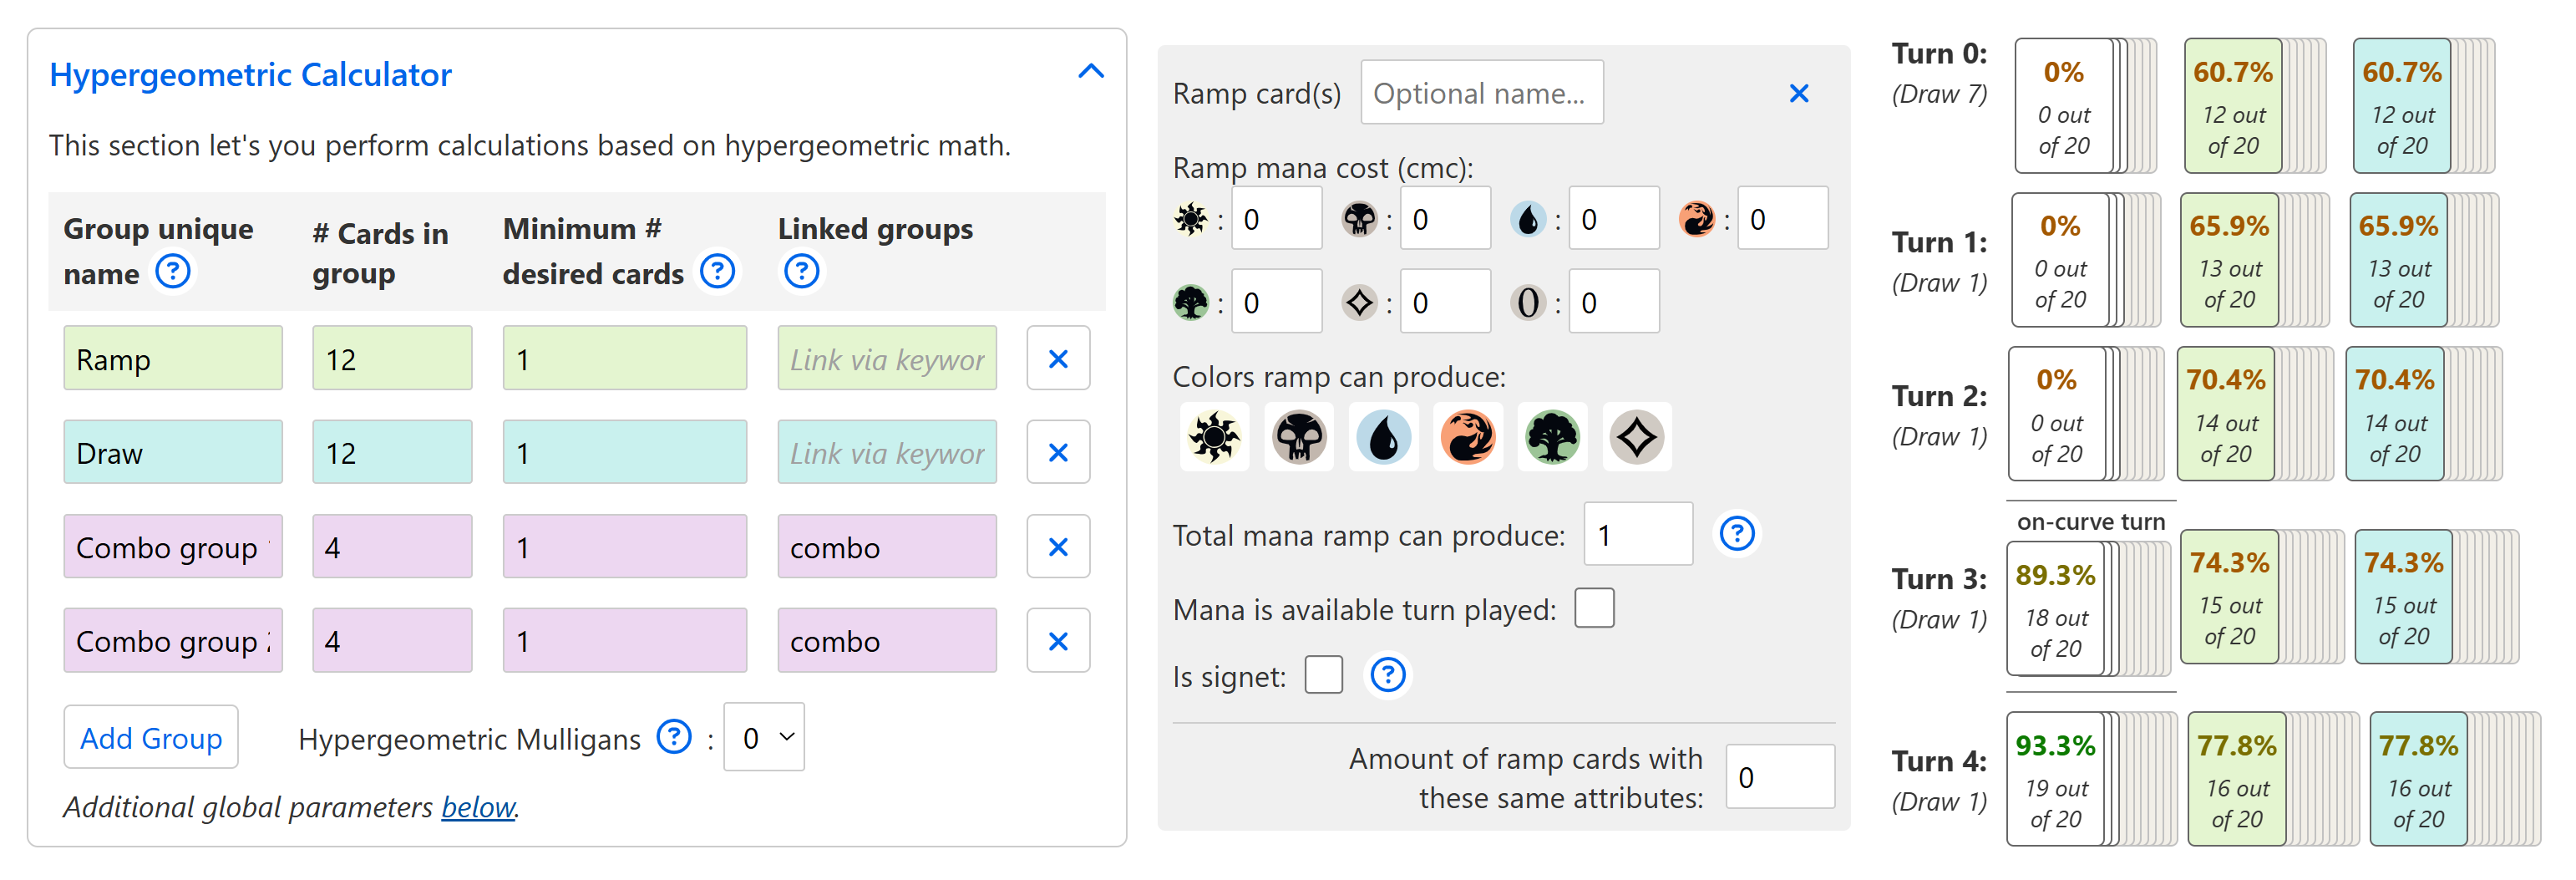 Hypergeometric Calculator
This section let's you perform calculations based on hypergeometric math.
Group unique name ?
# Cards in group
Minimum # desired cards ?
Linked groups ?
Ramp 12 1 Link via keywor
Draw 12 1 Link via keywor
Combo group 4 1 combo
Combo group 4 1 combo
Add Group Hypergeometric Mulligans ? : 0
Additional global parameters below.
Ramp card(s) Optional name...
Ramp mana cost (cmc):
: 0 : 0 : 0 : 0
: 0 : 0 0 : 0
Colors ramp can produce:
Total mana ramp can produce: 1 ?
Mana is available turn played:
Is signet: ?
Amount of ramp cards with
these same attributes: 0
Turn 0:
(Draw 7)
0%
0 out
of 20
60.7%
12 out
of 20
60.7%
12 out
of 20
Turn 1:
(Draw 1)
0%
0 out
of 20
65.9%
13 out
of 20
65.9%
13 out
of 20
Turn 2:
(Draw 1)
0%
0 out
of 20
70.4%
14 out
of 20
70.4%
14 out
of 20
on-curve turn
Turn 3:
(Draw 1)
89.3%
18 out
of 20
74.3%
15 out
of 20
74.3%
15 out
of 20
Turn 4:
(Draw 1)
93.3%
19 out
of 20
77.8%
16 out
of 20
77.8%
16 out
of 20